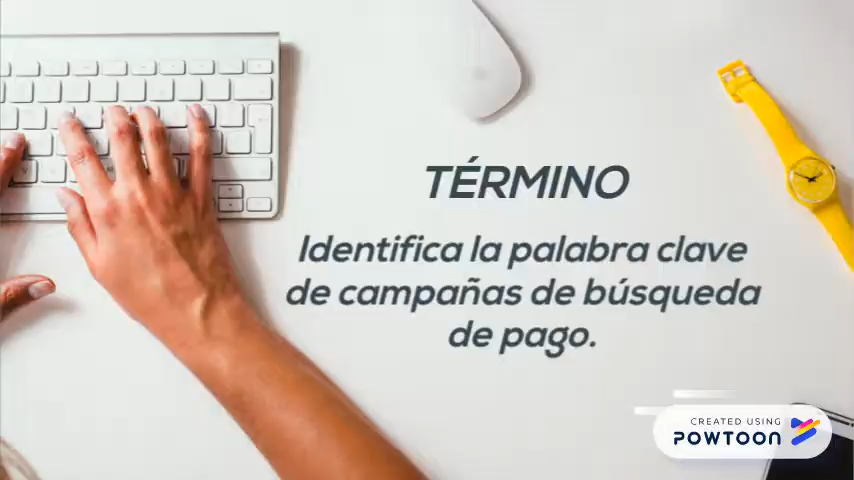 TÉRMINO
Identifica la palabra clave
de campañas de búsqueda
de pago.
CREATED USING
POWTOON